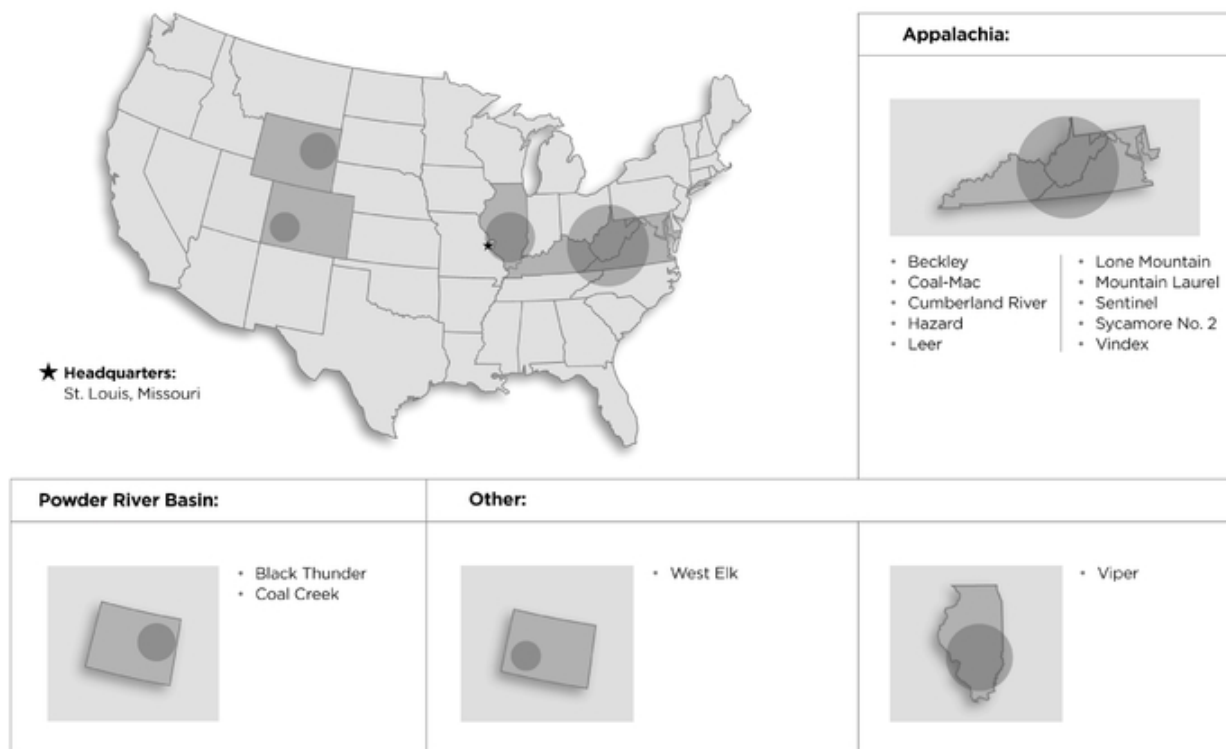 Appalachia:
• Beckley
• Coal-Mac
• Cumberland River
• Hazard
• Leer
• Lone Mountain
• Mountain Laurel
• Sentinel
• Sycamore No. 2
• Vindex
★ Headquarters:
St. Louis, Missouri
Powder River Basin:
• Black Thunder
• Coal Creek
Other:
• West Elk
• Viper